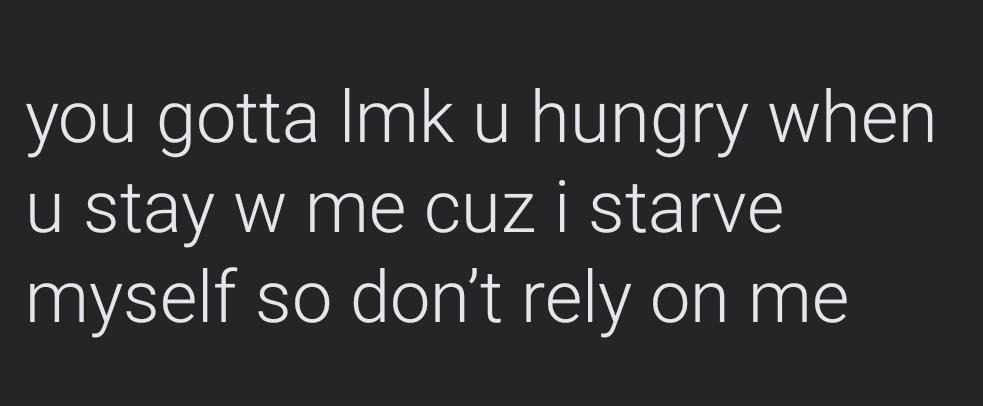 you gotta lmk u hungry when
u stay w me cuz i starve
myself so don’t rely on me